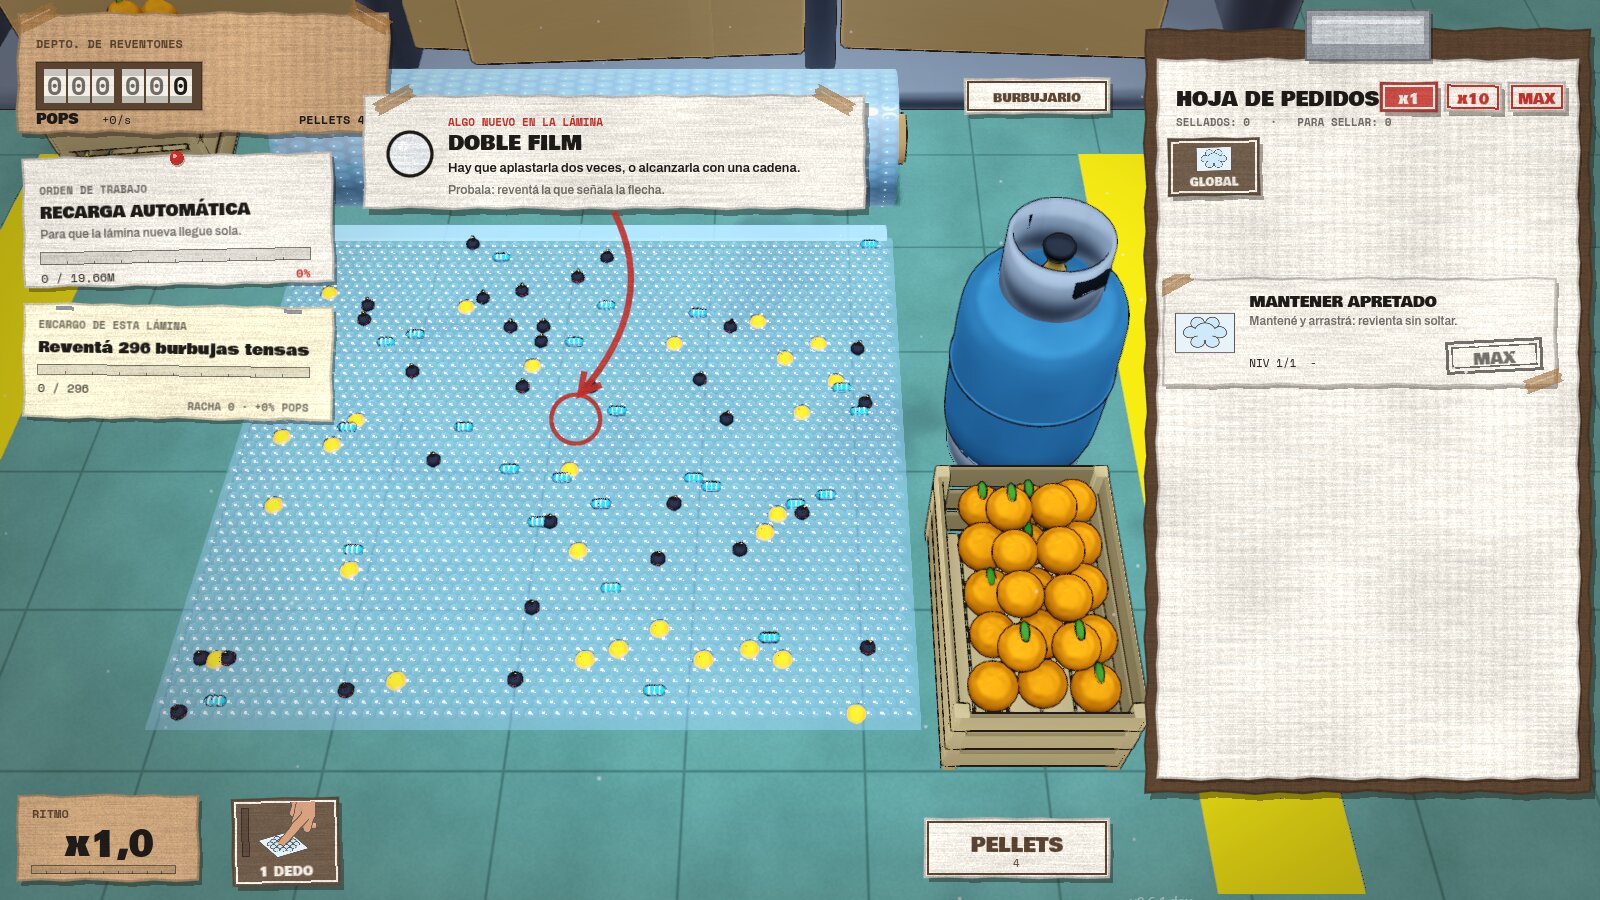 DEPTO. DE REVENTONES
000 000
POPS +0/s PELLETS 4
ORDEN DE TRABAJO
RECARGA AUTOMÁTICA
Para que la lámina nueva llegue sola.
0 / 19.66M 0%
ENCARGO DE ESTA LÁMINA
Reventá 296 burbujas tensas
0 / 296
RACHA 0 - +0% POPS
ALGO NUEVO EN LA LÁMINA
DOBLE FILM
Hay que aplastarla dos veces, o alcanzarla con una cadena.
Probala: reventá la que señala la flecha.
BURBUJARIO
HOJA DE PEDIDOS x1 x10 MAX
SELLADOS: 0 · PARA SELLAR: 0
GLOBAL
MANTENER APRETADO
Mantené y arrastrá: revienta sin soltar.
NIV 1/1 - MAX
RITMO
x1,0
1 DEDO
PELLETS
4